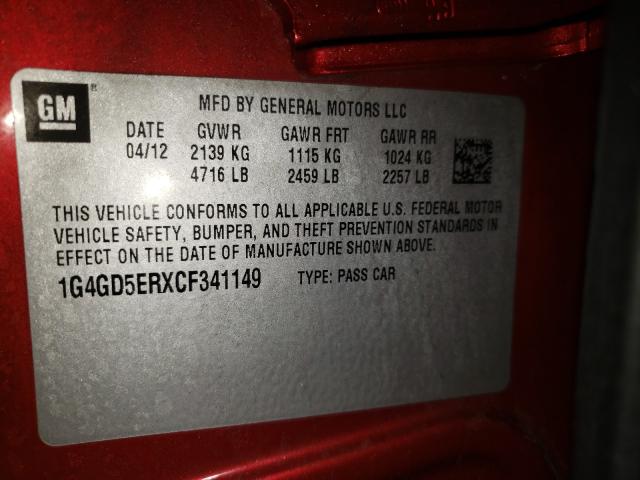 GM ®
MFD BY GENERAL MOTORS LLC
DATE GVWR GAWR FRT GAWR RR
04/12 2139 KG 1115 KG 1024 KG
4716 LB 2459 LB 2257 LB
THIS VEHICLE CONFORMS TO ALL APPLICABLE U.S. FEDERAL MOTOR
VEHICLE SAFETY, BUMPER, AND THEFT PREVENTION STANDARDS IN
EFFECT ON THE DATE OF MANUFACTURE SHOWN ABOVE.
1G4GD5ERXCF341149 TYPE: PASS CAR